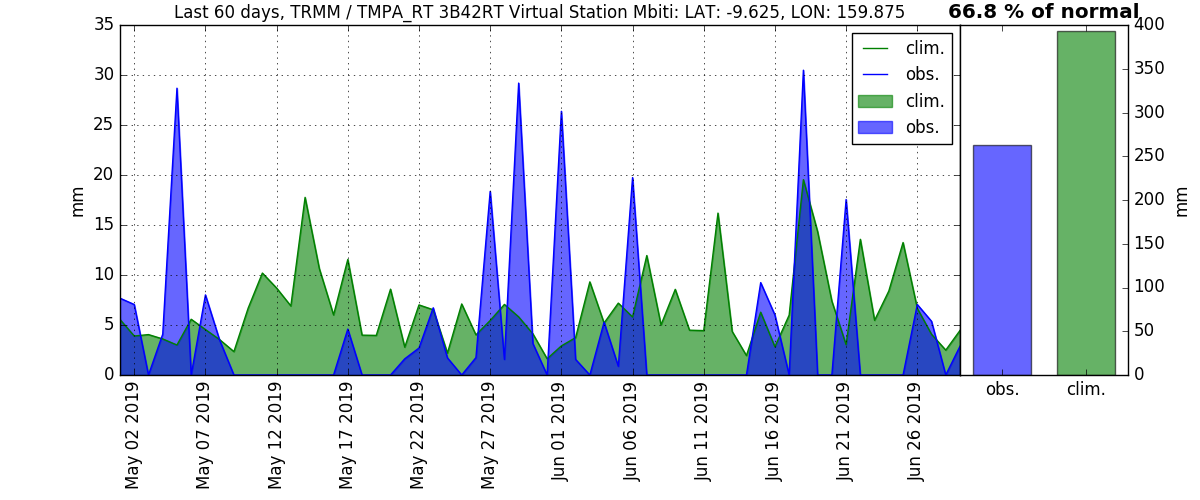 Last 60 days, TRMM / TMPA_RT 3B42RT Virtual Station Mbiti: LAT: -9.625, LON: 159.875
66.8 % of normal
35
30
25
20
15
10
5
0
mm
clim.
obs.
clim.
obs.
May 02 2019
May 07 2019
May 12 2019
May 17 2019
May 22 2019
May 27 2019
Jun 01 2019
Jun 06 2019
Jun 11 2019
Jun 16 2019
Jun 21 2019
Jun 26 2019
400
350
300
250
200
150
100
50
0
mm
obs.
clim.